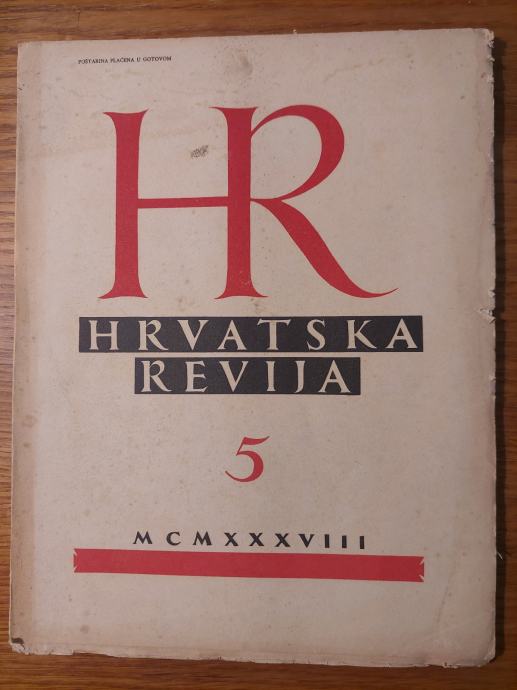 POŠTARINA PLAĆENA U GOTOVOM
HR
HRVATSKA
REVIJA
5
MCMXXXVIII